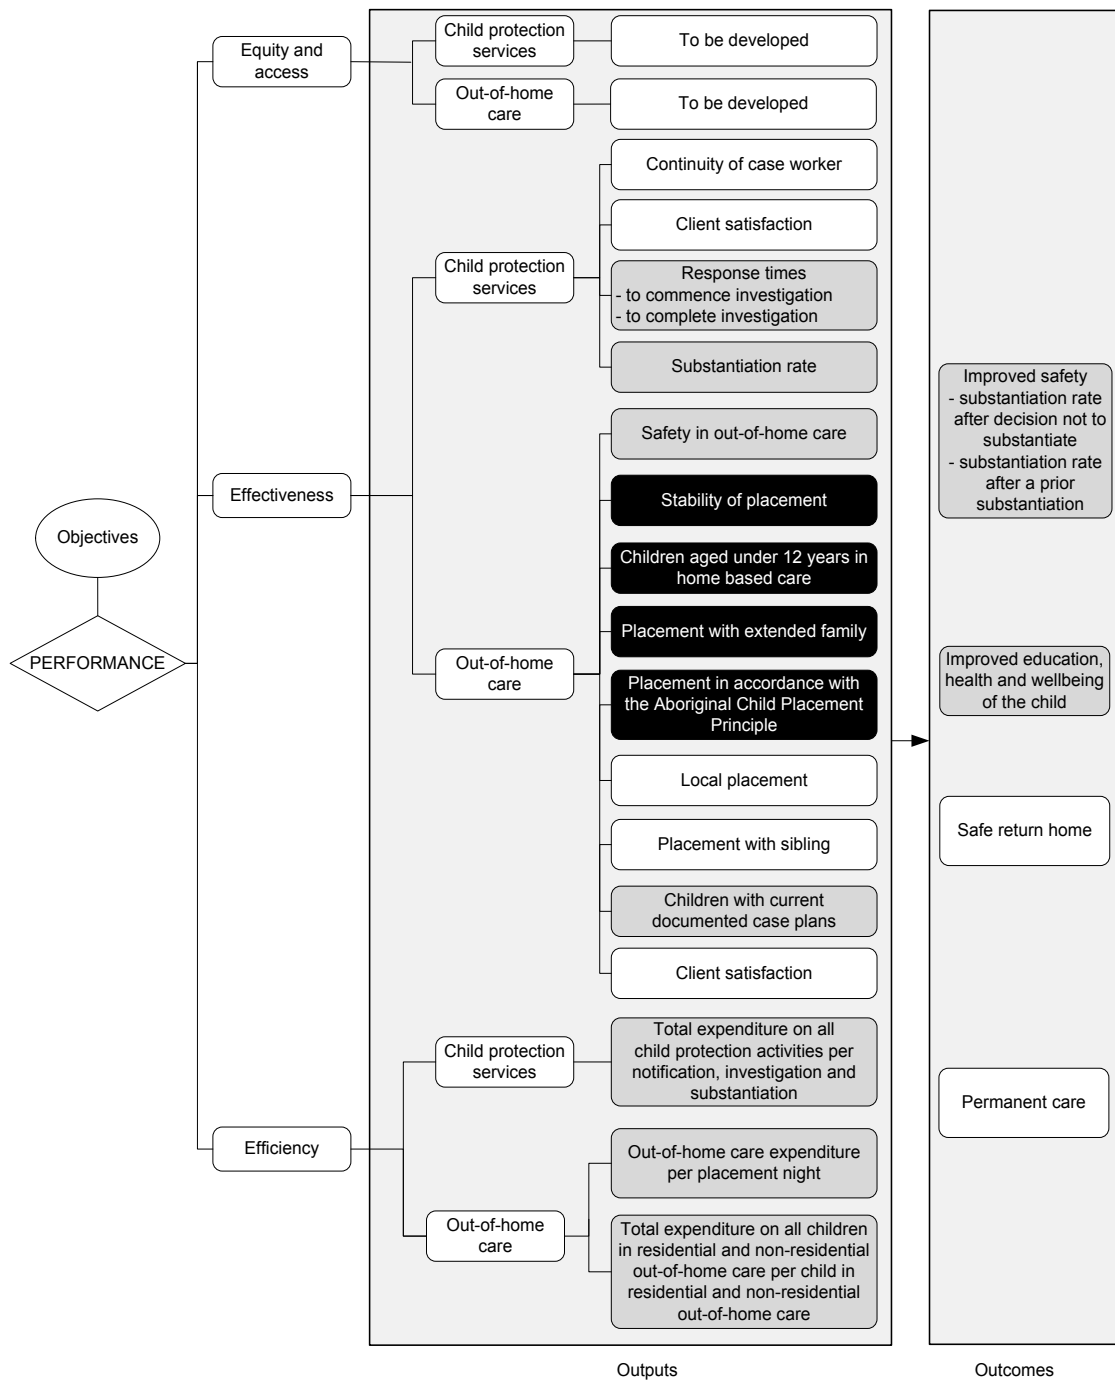 Objectives
PERFORMANCE
Equity and
access
Child protection
services
To be developed
Out-of-home
care
To be developed
Effectiveness
Child protection
services
Continuity of case worker
Client satisfaction
Response times
- to commence investigation
- to complete investigation
Substantiation rate
Out-of-home
care
Safety in out-of-home care
Stability of placement
Children aged under 12 years in
home based care
Placement with extended family
Placement in accordance with
the Aboriginal Child Placement
Principle
Local placement
Placement with sibling
Children with current
documented case plans
Client satisfaction
Efficiency
Child protection
services
Total expenditure on all
child protection activities per
notification, investigation and
substantiation
Out-of-home
care
Out-of-home care expenditure
per placement night
Total expenditure on all children
in residential and non-residential
out-of-home care per child in
residential and non-residential
out-of-home care
Outputs
Improved safety
- substantiation rate
after decision not to
substantiate
- substantiation rate
after a prior
substantiation
Improved education,
health and wellbeing
of the child
Safe return home
Permanent care
Outcomes